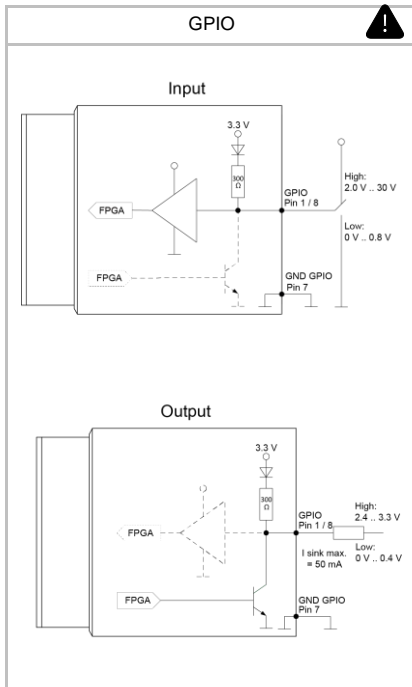 GPIO
!
Input
3.3 V
300
Ω
High:
2.0 V .. 30 V
GPIO
Pin 1 / 8
FPGA
Low:
0 V .. 0.8 V
FPGA
GND GPIO
Pin 7
Output
3.3 V
300
Ω
High:
2.4 .. 3.3 V
GPIO
Pin 1 / 8
FPGA
I sink max.
= 50 mA
Low:
0 V .. 0.4 V
FPGA
GND GPIO
Pin 7